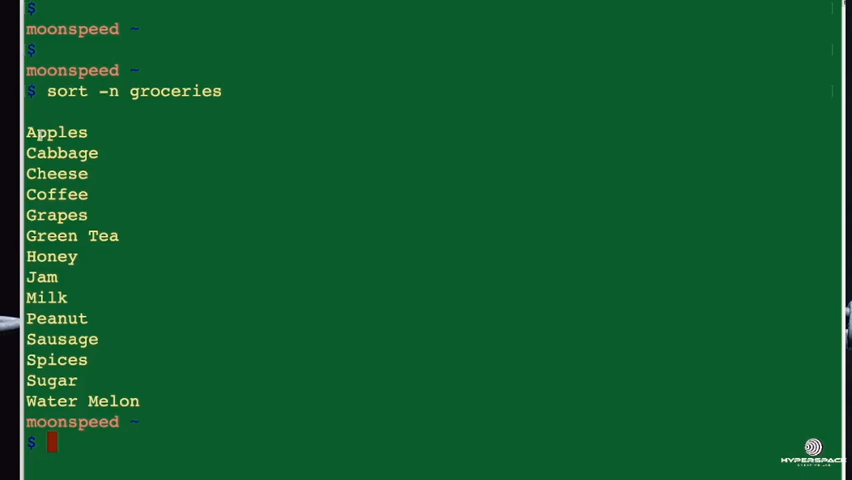 $
moonspeed ~
$
moonspeed ~
$ sort -n groceries
Apples
Cabbage
Cheese
Coffee
Grapes
Green Tea
Honey
Jam
Milk
Peanut
Sausage
Spices
Sugar
Water Melon
moonspeed ~
$
HYPERSPACE